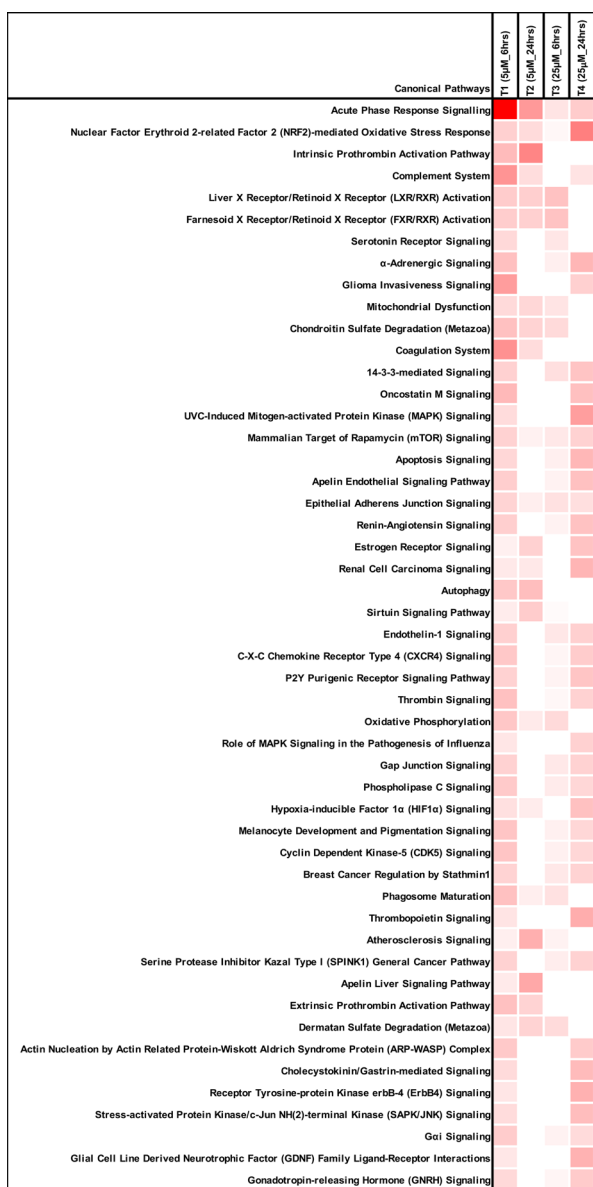 Canonical Pathways
T1 (5µM_6hrs)
T2 (5µM_24hrs)
T3 (25µM_6hrs)
T4 (25µM_24hrs)
Acute Phase Response Signalling
Nuclear Factor Erythroid 2-related Factor 2 (NRF2)-mediated Oxidative Stress Response
Intrinsic Prothrombin Activation Pathway
Complement System
Liver X Receptor/Retinoid X Receptor (LXR/RXR) Activation
Farnesoid X Receptor/Retinoid X Receptor (FXR/RXR) Activation
Serotonin Receptor Signaling
α-Adrenergic Signaling
Glioma Invasiveness Signaling
Mitochondrial Dysfunction
Chondroitin Sulfate Degradation (Metazoa)
Coagulation System
14-3-3-mediated Signaling
Oncostatin M Signaling
UVC-Induced Mitogen-activated Protein Kinase (MAPK) Signaling
Mammalian Target of Rapamycin (mTOR) Signaling
Apoptosis Signaling
Apelin Endothelial Signaling Pathway
Epithelial Adherens Junction Signaling
Renin-Angiotensin Signaling
Estrogen Receptor Signaling
Renal Cell Carcinoma Signaling
Autophagy
Sirtuin Signaling Pathway
Endothelin-1 Signaling
C-X-C Chemokine Receptor Type 4 (CXCR4) Signaling
P2Y Purigenic Receptor Signaling Pathway
Thrombin Signaling
Oxidative Phosphorylation
Role of MAPK Signaling in the Pathogenesis of Influenza
Gap Junction Signaling
Phospholipase C Signaling
Hypoxia-inducible Factor 1α (HIF1α) Signaling
Melanocyte Development and Pigmentation Signaling
Cyclin Dependent Kinase-5 (CDK5) Signaling
Breast Cancer Regulation by Stathmin1
Phagosome Maturation
Thrombopoietin Signaling
Atherosclerosis Signaling
Serine Protease Inhibitor Kazal Type I (SPINK1) General Cancer Pathway
Apelin Liver Signaling Pathway
Extrinsic Prothrombin Activation Pathway
Dermatan Sulfate Degradation (Metazoa)
Actin Nucleation by Actin Related Protein-Wiskott Aldrich Syndrome Protein (ARP-WASP) Complex
Cholecystokinin/Gastrin-mediated Signaling
Receptor Tyrosine-protein Kinase erbB-4 (ErbB4) Signaling
Stress-activated Protein Kinase/c-Jun NH(2)-terminal Kinase (SAPK/JNK) Signaling
Gαi Signaling
Glial Cell Line Derived Neurotrophic Factor (GDNF) Family Ligand-Receptor Interactions
Gonadotropin-releasing Hormone (GNRH) Signaling